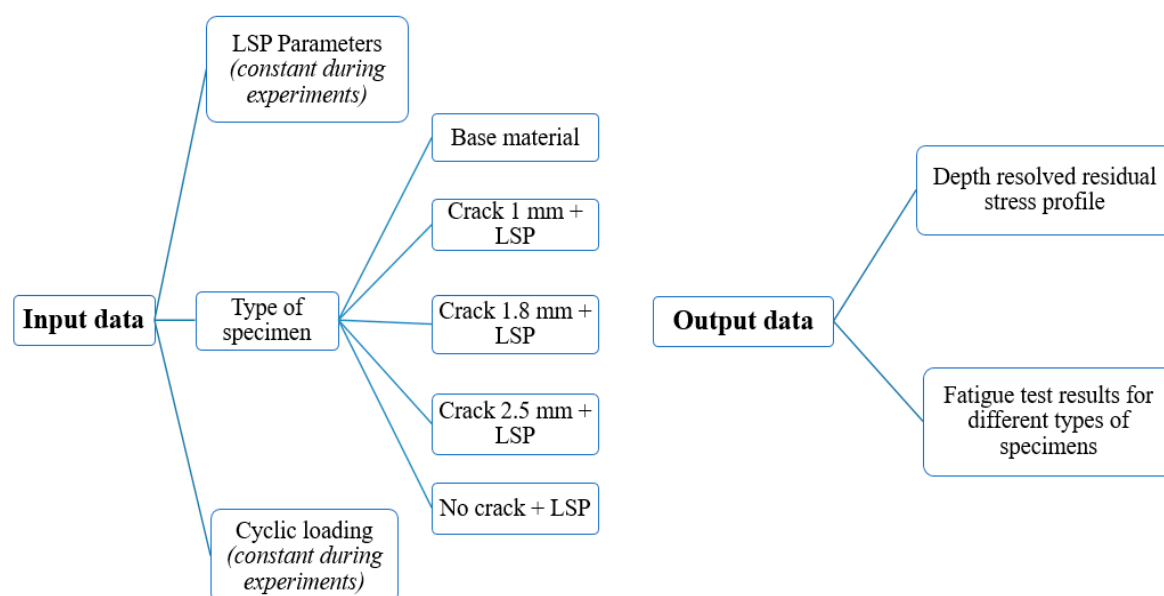 LSP Parameters
(constant during
experiments)
Base material
Crack 1 mm +
LSP
Input data
Type of
specimen
Crack 1.8 mm +
LSP
Crack 2.5 mm +
LSP
No crack + LSP
Cyclic loading
(constant during
experiments)
Output data
Depth resolved residual
stress profile
Fatigue test results for
different types of
specimens